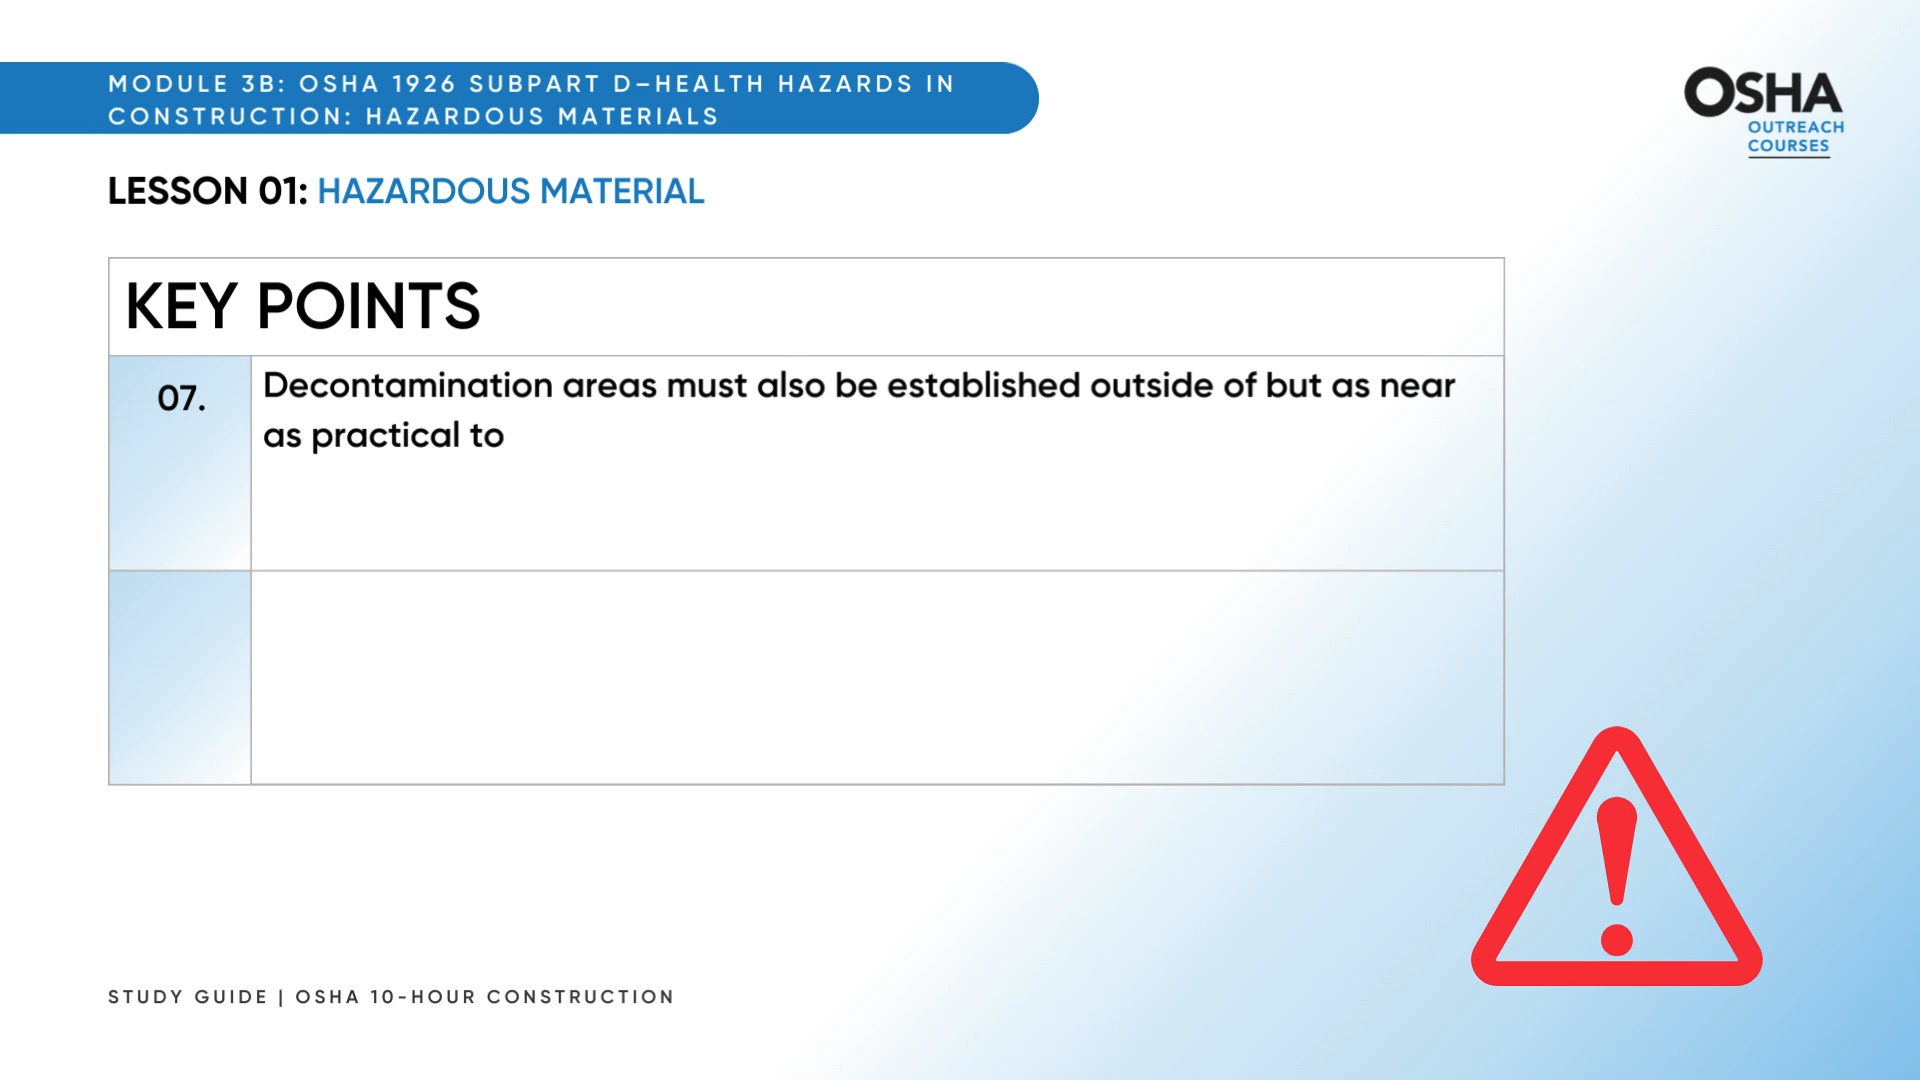 MODULE 3B: OSHA 1926 SUBPART D–HEALTH HAZARDS IN
CONSTRUCTION: HAZARDOUS MATERIALS
OSHA
OUTREACH
COURSES
LESSON 01: HAZARDOUS MATERIAL
KEY POINTS
07.
Decontamination areas must also be established outside of but as near
as practical to
STUDY GUIDE | OSHA 10-HOUR CONSTRUCTION